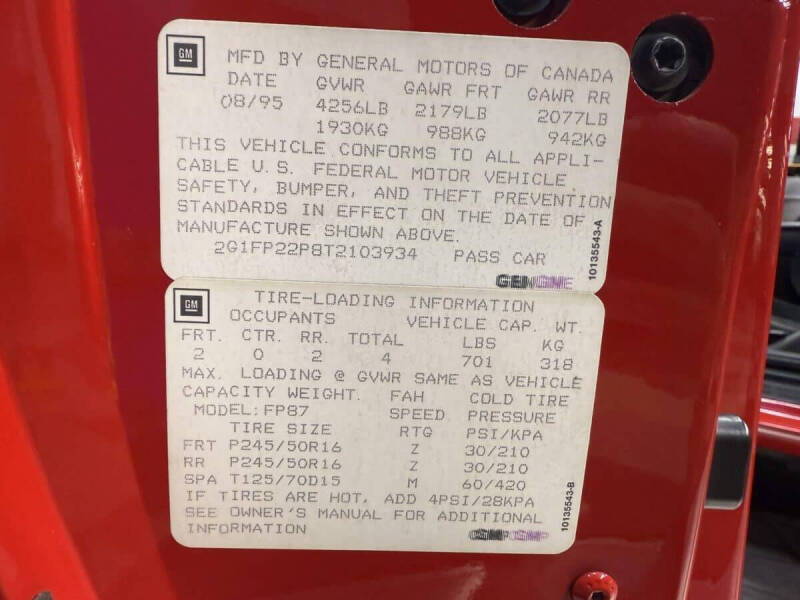 GM
MFD BY GENERAL MOTORS OF CANADA
DATE GVWR GAWR FRT GAWR RR
08/95 4256LB 2179LB 2077LB
1930KG 988KG 942KG
THIS VEHICLE CONFORMS TO ALL APPLI-
CABLE U.S. FEDERAL MOTOR VEHICLE
SAFETY, BUMPER, AND THEFT PREVENTION
STANDARDS IN EFFECT ON THE DATE OF
MANUFACTURE SHOWN ABOVE.
2G1FP22P8T2103934 PASS CAR
10135543-A
GM
TIRE-LOADING INFORMATION
OCCUPANTS VEHICLE CAP. WT.
FRT. CTR. RR. TOTAL LBS KG
2 0 2 4 701 318
MAX. LOADING @ GVWR SAME AS VEHICLE
CAPACITY WEIGHT. FAH COLD TIRE
MODEL:FP87 SPEED PRESSURE
TIRE SIZE RTG PSI/KPA
FRT P245/50R16 Z 30/210
RR P245/50R16 Z 30/210
SPA T125/70D15 M 60/420
IF TIRES ARE HOT, ADD 4PSI/28KPA
SEE OWNER'S MANUAL FOR ADDITIONAL
INFORMATION
10135543-B